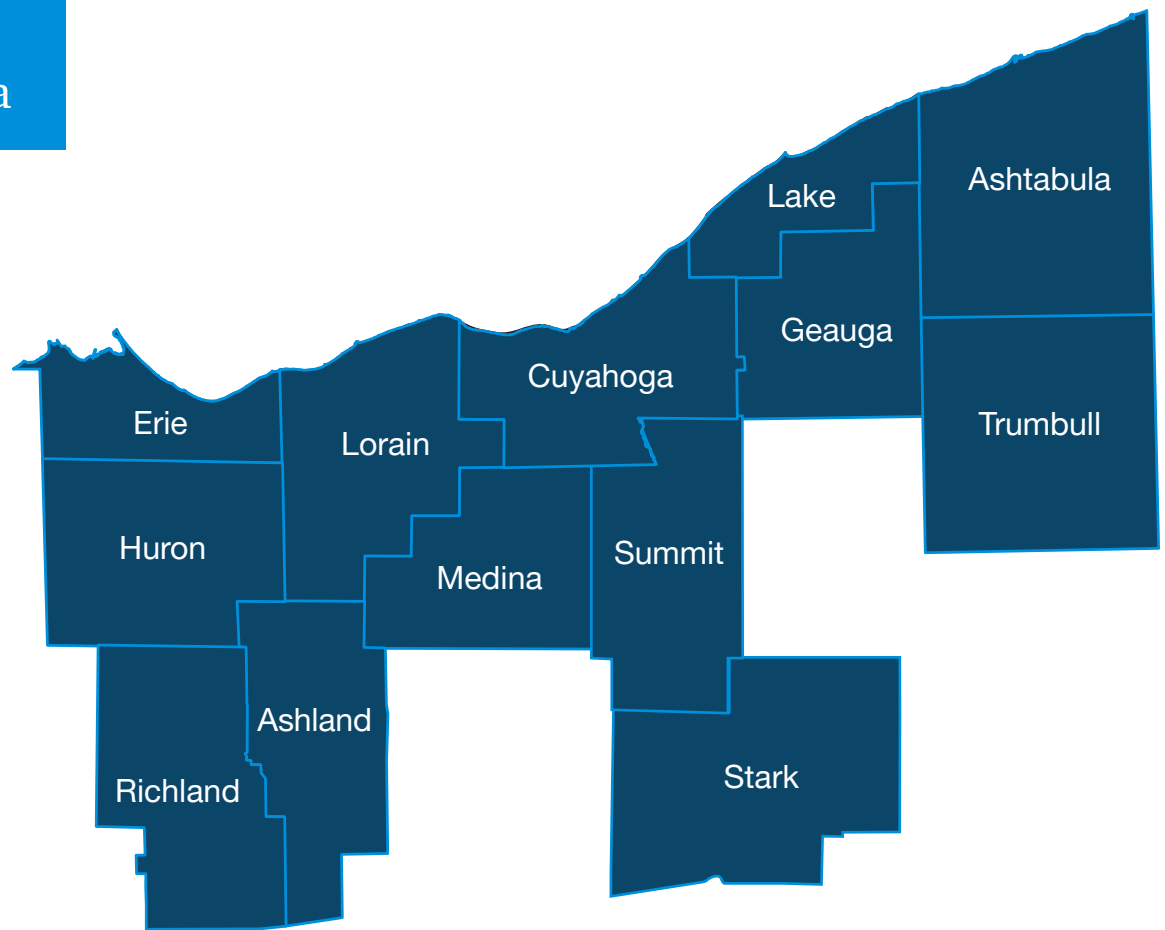 a
Lake
Ashtabula
Geauga
Cuyahoga
Erie
Lorain
Trumbull
Huron
Summit
Medina
Ashland
Stark
Richland